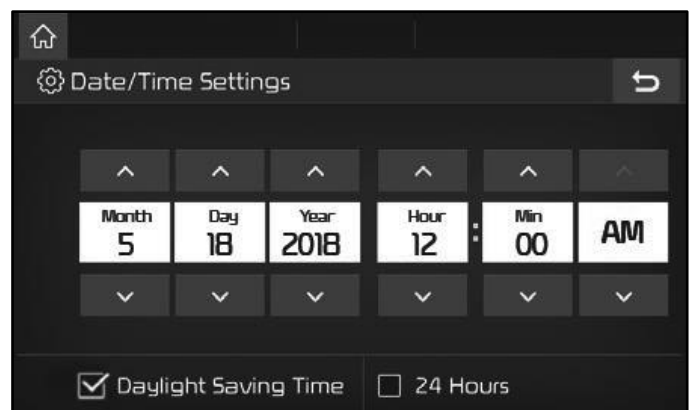 Date/Time Settings
Month Day Year Hour Min
5 18 2018 12 : 00 AM
Daylight Saving Time 24 Hours